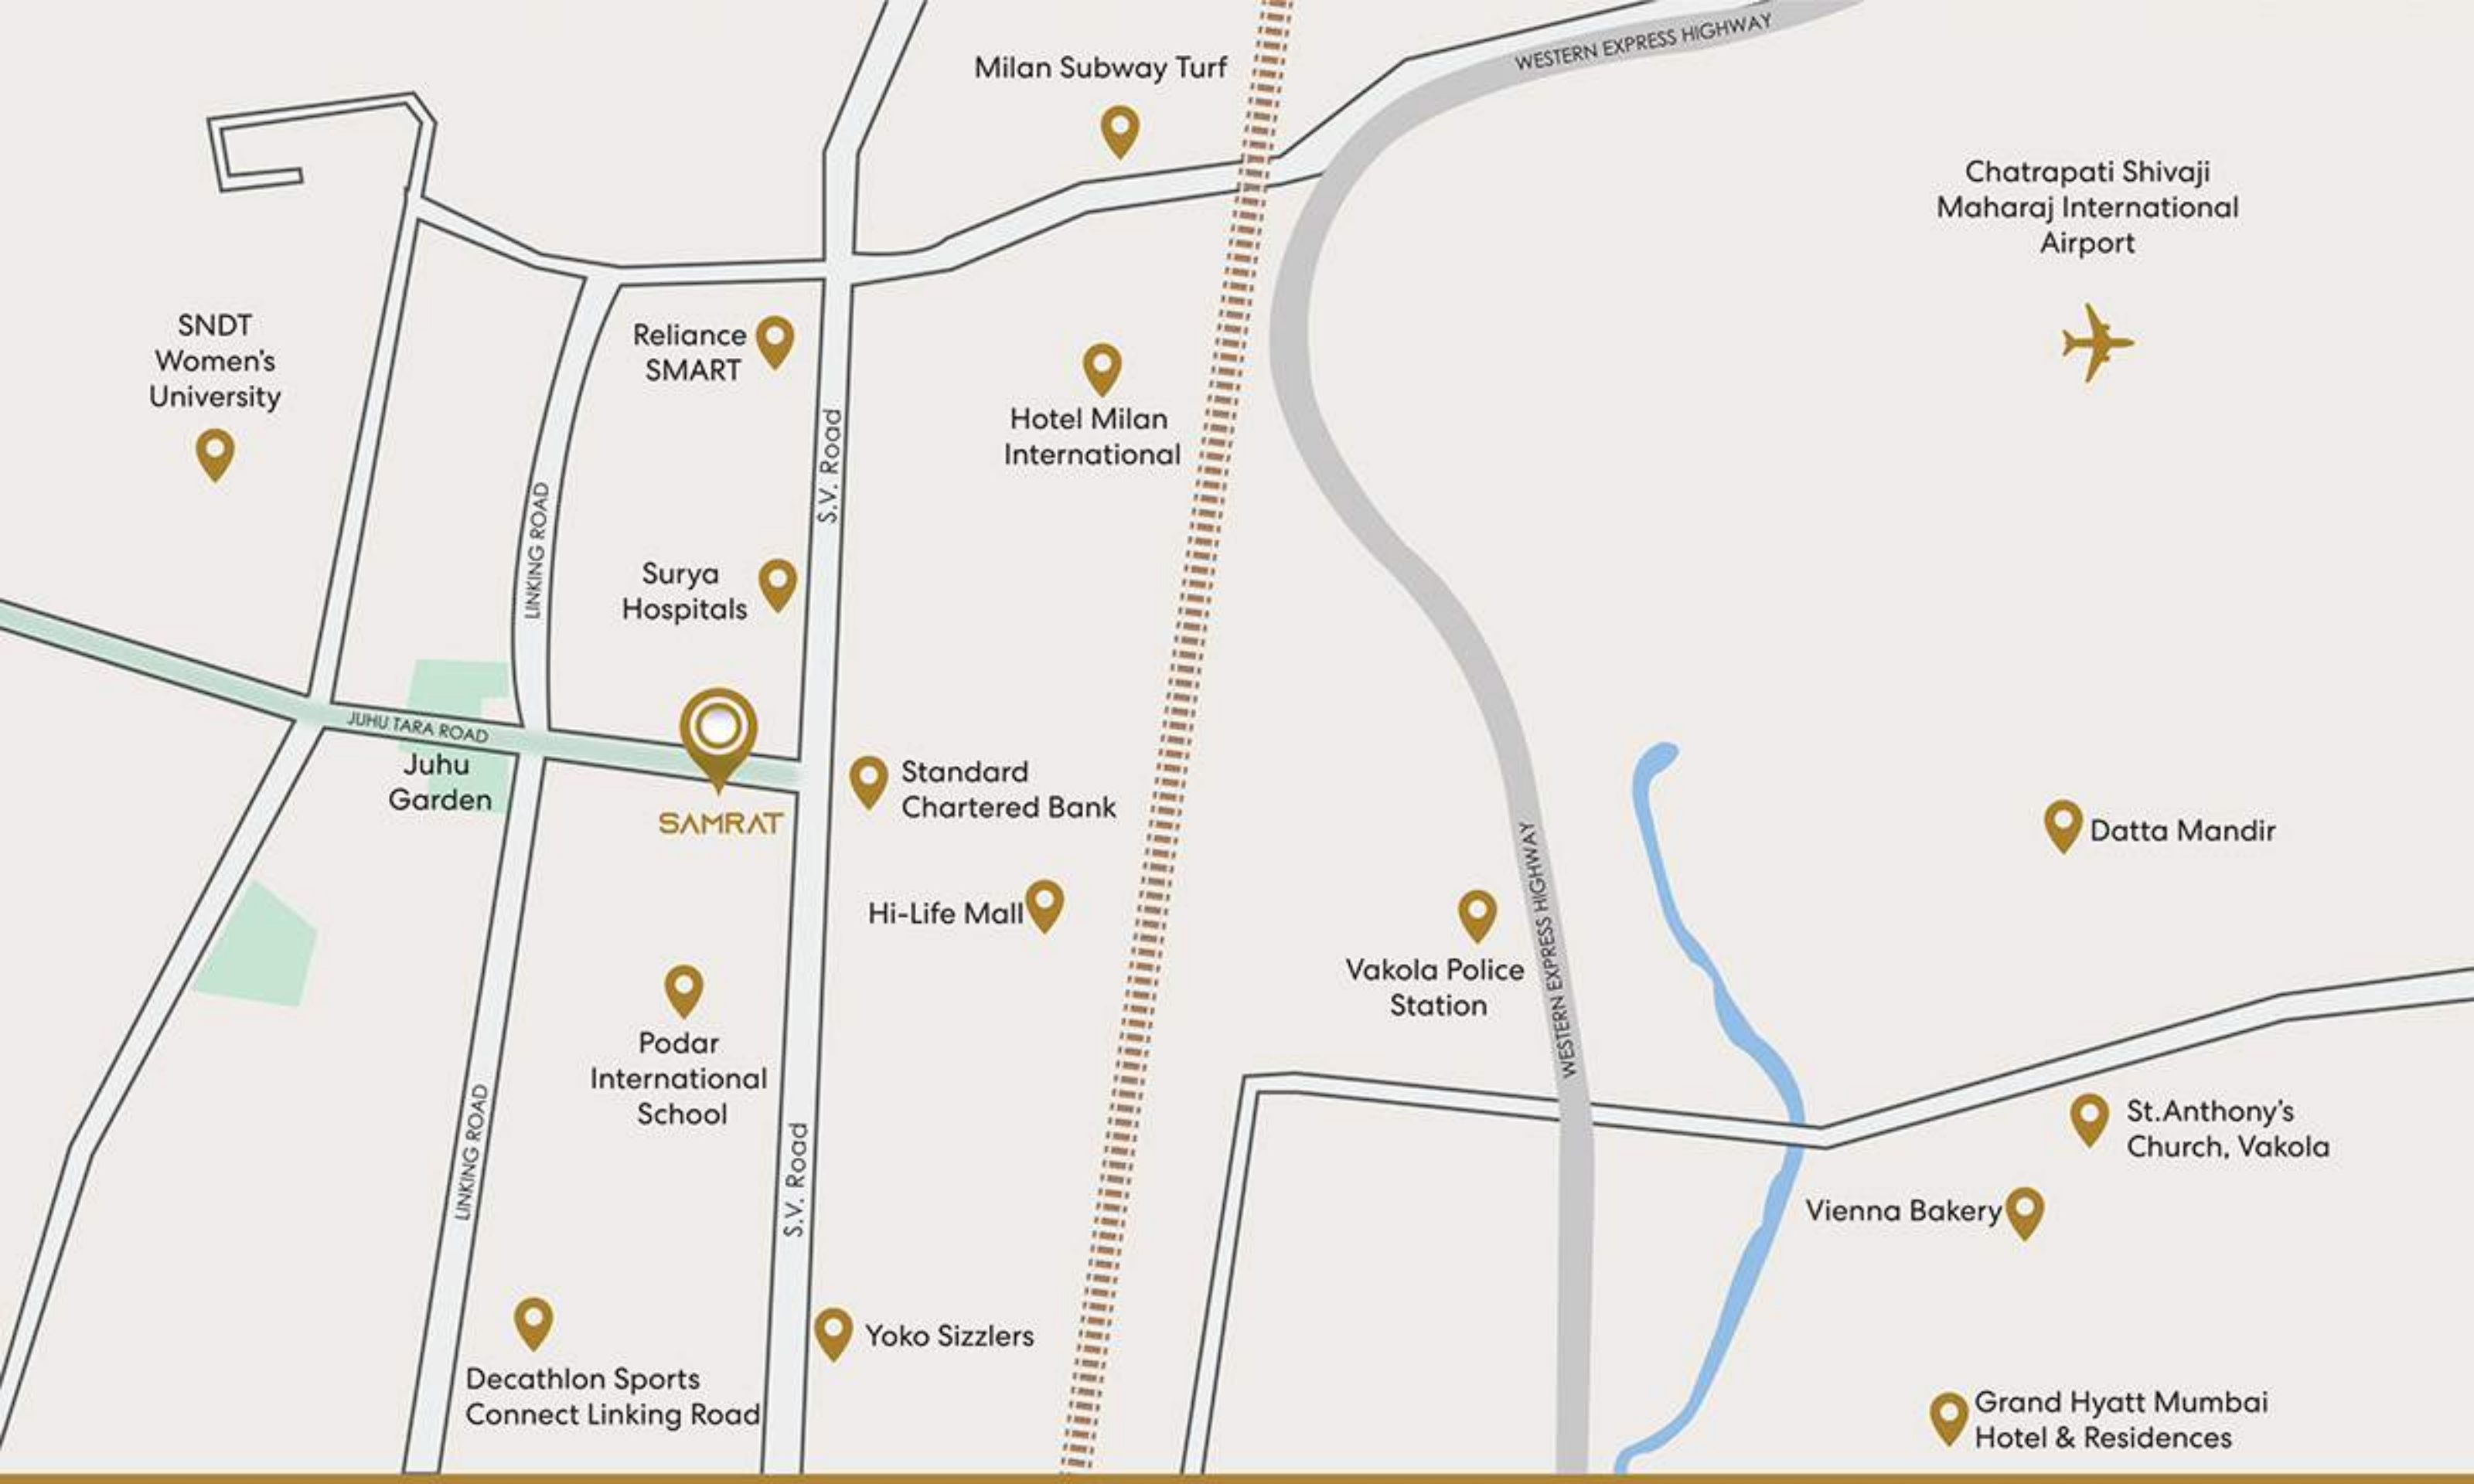 WESTERN EXPRESS HIGHWAY
Milan Subway Turf
Chatrapati Shivaji
Maharaj International
Airport
SNDT
Women's
University
Reliance
SMART
S.V. Road
Hotel Milan
International
LINKING ROAD
Surya
Hospitals
JUHU TARA ROAD
Juhu
Garden
SAMRAT
Standard
Chartered Bank
Hi-Life Mall
Datta Mandir
WESTERN EXPRESS HIGHWAY
Vakola Police
Station
Podar
International
School
LINKING ROAD
S.V. Road
St.Anthony's
Church, Vakola
Vienna Bakery
Yoko Sizzlers
Decathlon Sports
Connect Linking Road
Grand Hyatt Mumbai
Hotel & Residences